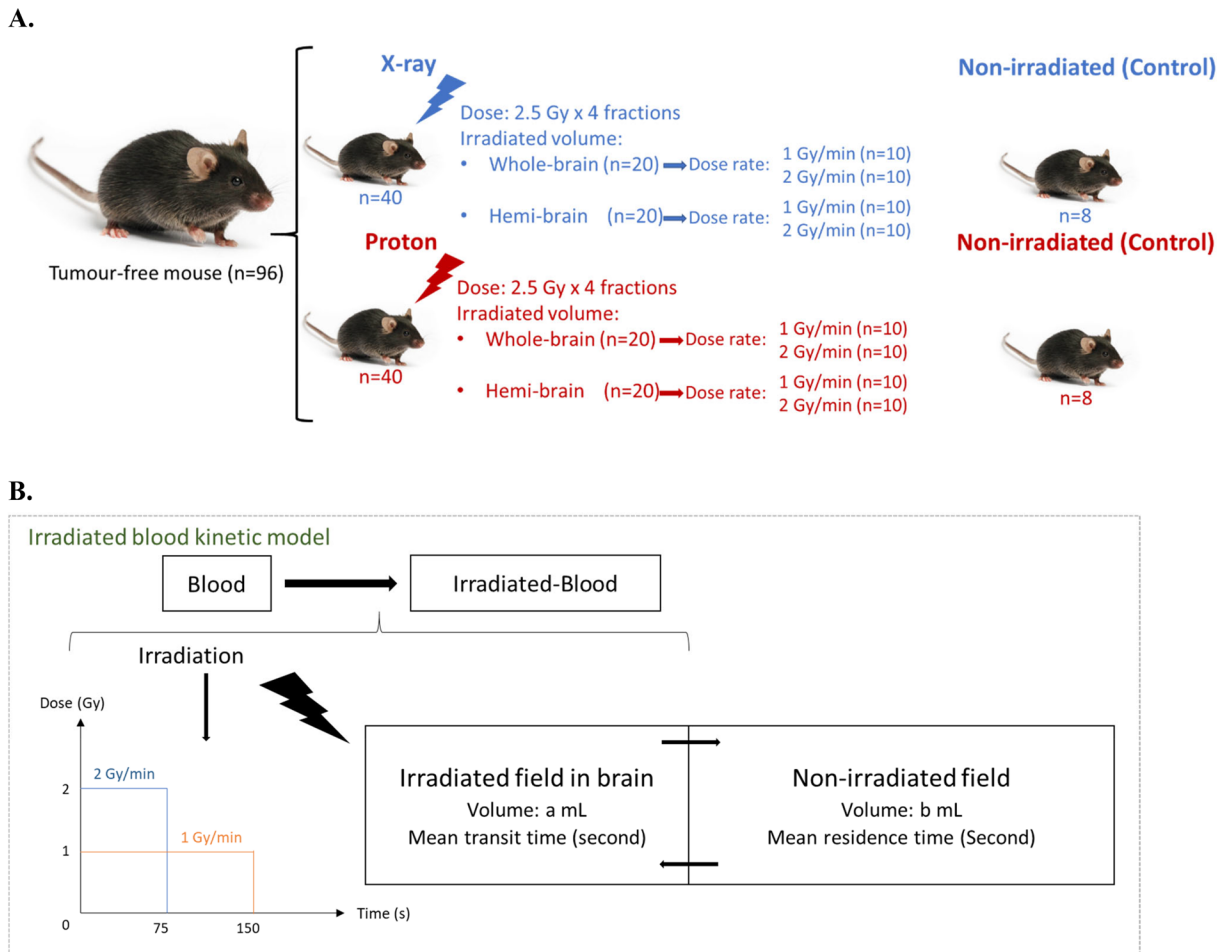 A.
X-ray
Non-irradiated (Control)
Dose: 2.5 Gy x 4 fractions
Irradiated volume:
• Whole-brain (n=20) Dose rate: 1 Gy/min (n=10)
2 Gy/min (n=10)
n=40
• Hemi-brain (n=20) Dose rate: 1 Gy/min (n=10)
2 Gy/min (n=10)
n=8
Tumour-free mouse (n=96)
Proton
Non-irradiated (Control)
Dose: 2.5 Gy x 4 fractions
Irradiated volume:
• Whole-brain (n=20) Dose rate: 1 Gy/min (n=10)
2 Gy/min (n=10)
n=40
• Hemi-brain (n=20) Dose rate: 1 Gy/min (n=10)
2 Gy/min (n=10)
n=8
B.
Irradiated blood kinetic model
Blood
Irradiated-Blood
Irradiation
Dose (Gy)
2 Gy/min
2
1 Gy/min
1
0
75
150
Time (s)
Irradiated field in brain
Volume: a mL
Mean transit time (second)
Non-irradiated field
Volume: b mL
Mean residence time (Second)